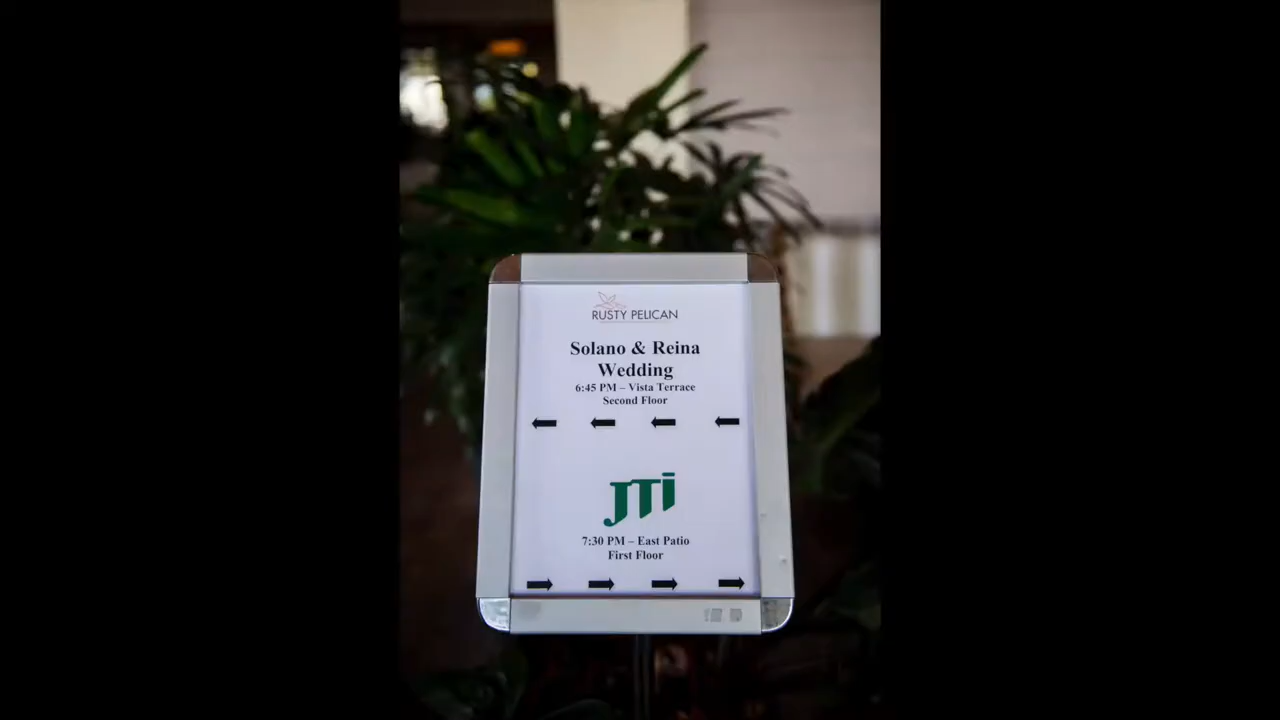 RUSTY PELICAN
Solano & Reina
Wedding
6:45 PM – Vista Terrace
Second Floor
JTi
7:30 PM – East Patio
First Floor